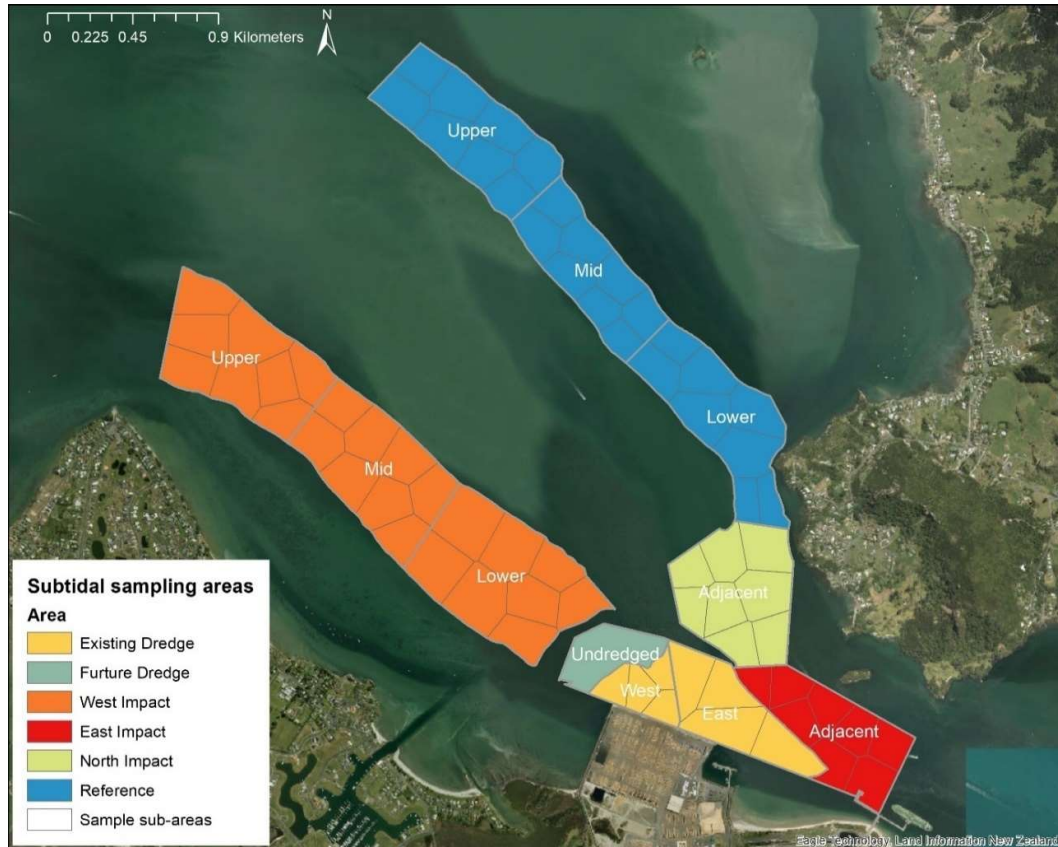 0 0.225 0.45 0.9 Kilometers
N
Upper
Mid
Lower
Upper
Mid
Lower
Adjacent
Undredged
West
East
Adjacent
Subtidal sampling areas
Area
Existing Dredge
Furture Dredge
West Impact
East Impact
North Impact
Reference
Sample sub-areas
Eagle Technology, Land Information New Zealand